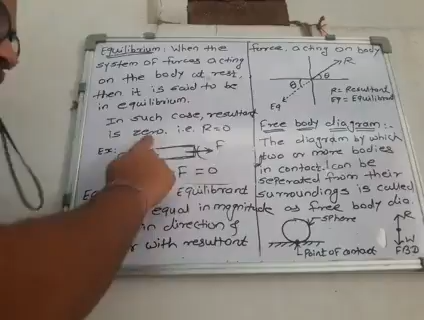 Equilibrium: When the
system of forces acting
on the body at rest,
then it is said to be
in equilibrium.
In such case, resultant
is zero. i.e. R=0
Ex:
F
F = 0
Equilibrant
equal in magnitude
in direction &
with resultant
force, acting on body
R
θ
θ
Eq
R = Resultant
Eq = Equilibrant
Free body diagram:-
The diagram by which
two or more bodies
in contact can be
seperated from their
surroundings is called
as free body dia.
Sphere
R
W
Point of contact
FBD